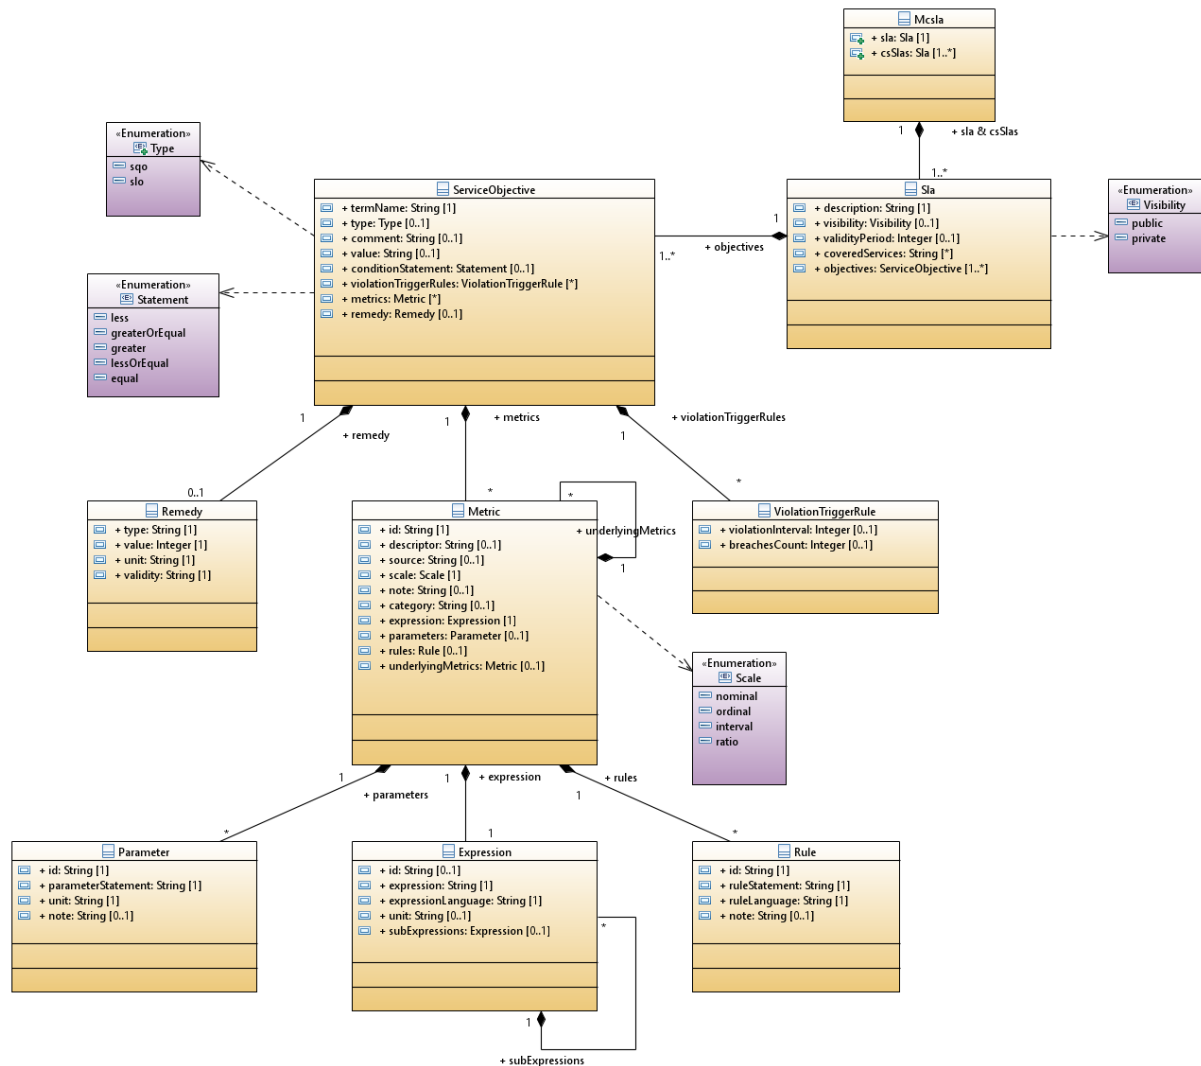 Mcsla
+ sla: Sla [1]
+ csSlas: Sla [1..*]
1
+ sla & csSlas
1..*
«Enumeration»
Type
sqo
slo
ServiceObjective
+ termName: String [1]
+ type: Type [0..1]
+ comment: String [0..1]
+ value: String [0..1]
+ conditionStatement: Statement [0..1]
+ violationTriggerRules: ViolationTriggerRule [*]
+ metrics: Metric [*]
+ remedy: Remedy [0..1]
1
+ objectives
1..*
Sla
+ description: String [1]
+ visibility: Visibility [0..1]
+ validityPeriod: Integer [0..1]
+ coveredServices: String [*]
+ objectives: ServiceObjective [1..*]
«Enumeration»
Visibility
public
private
«Enumeration»
Statement
less
greaterOrEqual
greater
lessOrEqual
equal
1
+ remedy
0..1
1
+ metrics
*
+ violationTriggerRules
1
*
Remedy
+ type: String [1]
+ value: Integer [1]
+ unit: String [1]
+ validity: String [1]
Metric
+ id: String [1]
+ descriptor: String [0..1]
+ source: String [0..1]
+ scale: Scale [1]
+ note: String [0..1]
+ category: String [0..1]
+ expression: Expression [1]
+ parameters: Parameter [0..1]
+ rules: Rule [0..1]
+ underlyingMetrics: Metric [0..1]
*
+ underlyingMetrics
1
ViolationTriggerRule
+ violationInterval: Integer [0..1]
+ breachesCount: Integer [0..1]
«Enumeration»
Scale
nominal
ordinal
interval
ratio
1
+ parameters
*
1
+ expression
1
+ rules
1
*
Parameter
+ id: String [1]
+ parameterStatement: String [1]
+ unit: String [1]
+ note: String [0..1]
Expression
+ id: String [0..1]
+ expression: String [1]
+ expressionLanguage: String [1]
+ unit: String [0..1]
+ subExpressions: Expression [0..1]
*
1
+ subExpressions
Rule
+ id: String [1]
+ ruleStatement: String [1]
+ ruleLanguage: String [1]
+ note: String [0..1]